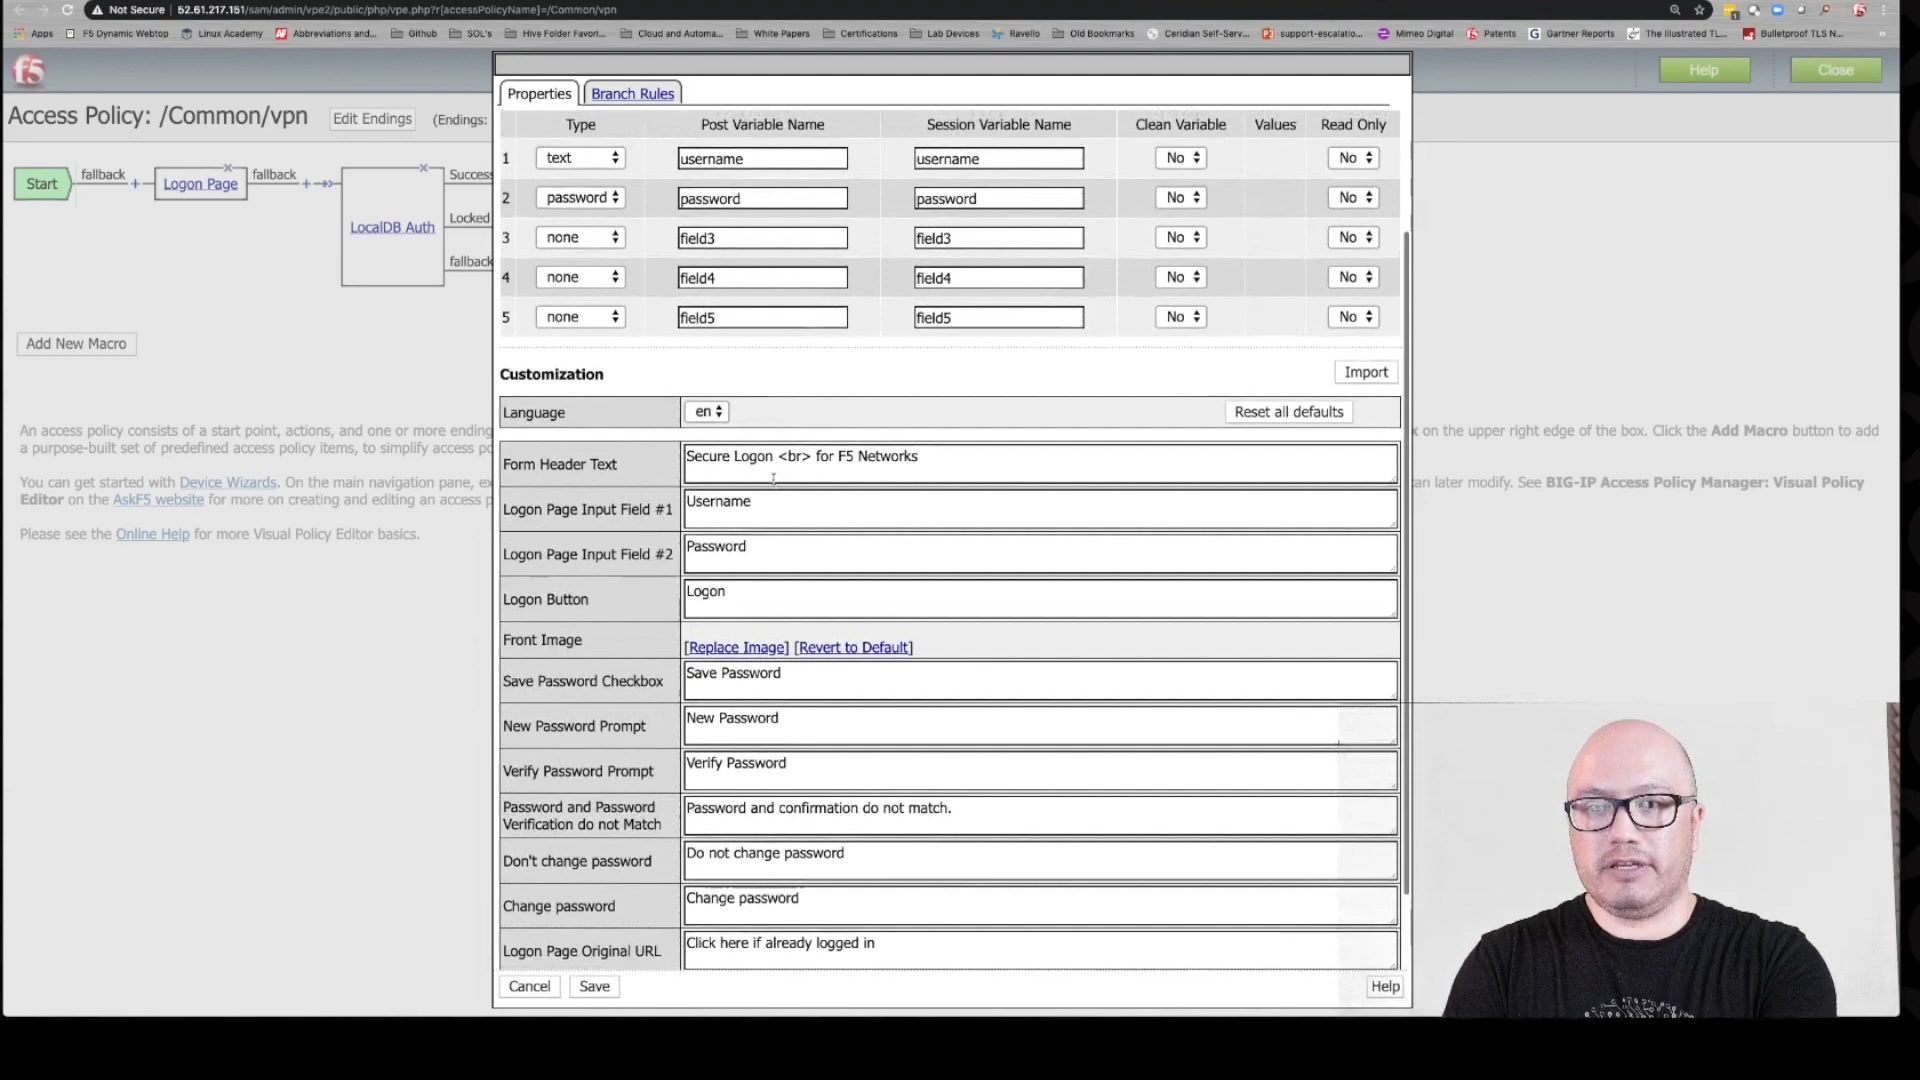 Not Secure | 52.61.217.151/sam/admin/vpe2/public/php/vpe.php?r[accessPolicyName]=/Common/vpn
Apps F5 Dynamic Webtop Linux Academy Abbreviations and... Github SOL's Hive Folder Favori... Cloud and Automa... White Papers Certifications Lab Devices Ravello Old Bookmarks Ceridian Self-Serv... support-escalatio... Mimeo Digital Patents Gartner Reports The Illustrated TL... Bulletproof TLS N... »
f5 Help Close
Access Policy: /Common/vpn Edit Endings (Endings:
Start fallback + Logon Page fallback + LocalDB Auth
Success
Locked
fallback
Add New Macro
An access policy consists of a start point, actions, and one or more ending
a purpose-built set of predefined access policy items, to simplify access po
You can get started with Device Wizards. On the main navigation pane, ex
Editor on the AskF5 website for more on creating and editing an access p
Please see the Online Help for more Visual Policy Editor basics.
x on the upper right edge of the box. Click the Add Macro button to add
an later modify. See BIG-IP Access Policy Manager: Visual Policy
Properties Branch Rules
Type Post Variable Name Session Variable Name Clean Variable Values Read Only
1 text username username No No
2 password password password No No
3 none field3 field3 No No
4 none field4 field4 No No
5 none field5 field5 No No
Customization Import
Language en Reset all defaults
Form Header Text Secure Logon <br> for F5 Networks
Logon Page Input Field #1 Username
Logon Page Input Field #2 Password
Logon Button Logon
Front Image [Replace Image] [Revert to Default]
Save Password Checkbox Save Password
New Password Prompt New Password
Verify Password Prompt Verify Password
Password and Password
Verification do not Match Password and confirmation do not match.
Don't change password Do not change password
Change password Change password
Logon Page Original URL Click here if already logged in
Cancel Save Help